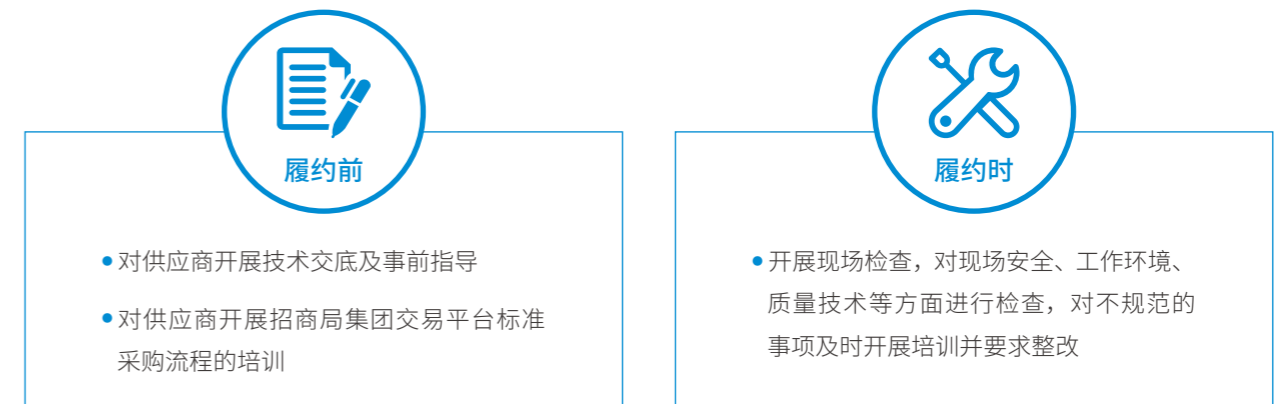 履约前
对供应商开展技术交底及事前指导
对供应商开展招商局集团交易平台标准
采购流程的培训
履约时
开展现场检查，对现场安全、工作环境、
质量技术等方面进行检查，对不规范的
事项及时开展培训并要求整改